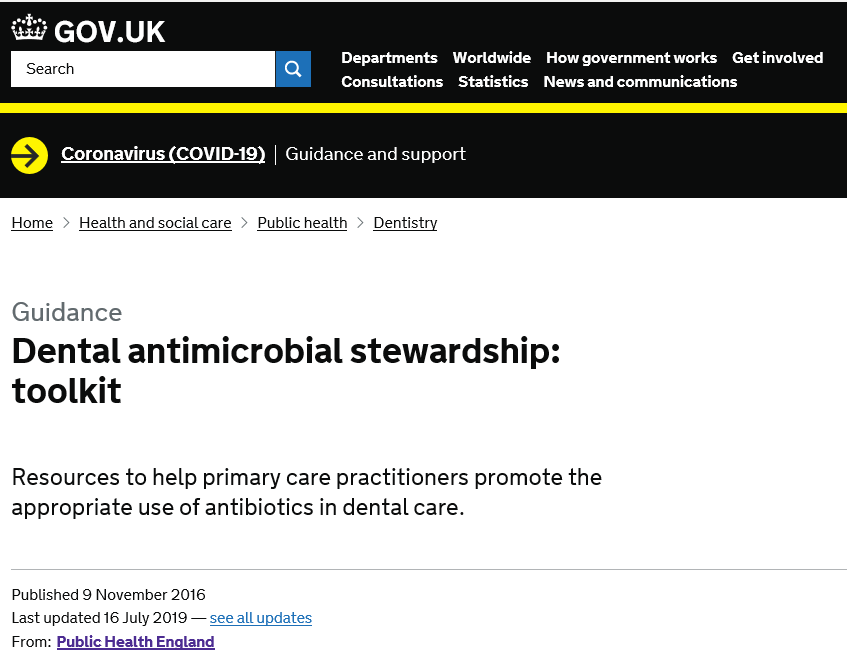 GOV.UK
Search
Departments Worldwide How government works Get involved
Consultations Statistics News and communications
Coronavirus (COVID-19) | Guidance and support
Home > Health and social care > Public health > Dentistry
Guidance
Dental antimicrobial stewardship:
toolkit
Resources to help primary care practitioners promote the
appropriate use of antibiotics in dental care.
Published 9 November 2016
Last updated 16 July 2019 — see all updates
From: Public Health England